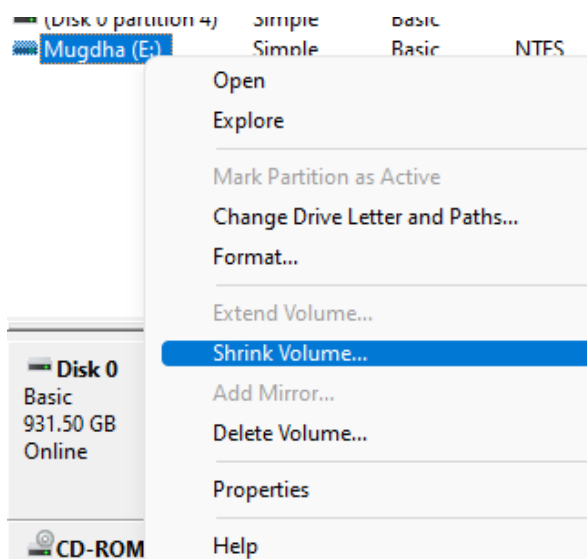 (Disk 0 partition 4) Simple Basic
Mugdha (E:) Simple Basic NTFS
Open
Explore
Mark Partition as Active
Change Drive Letter and Paths...
Format...
Extend Volume...
Shrink Volume...
Add Mirror...
Delete Volume...
Properties
Help
Disk 0
Basic
931.50 GB
Online
CD-ROM